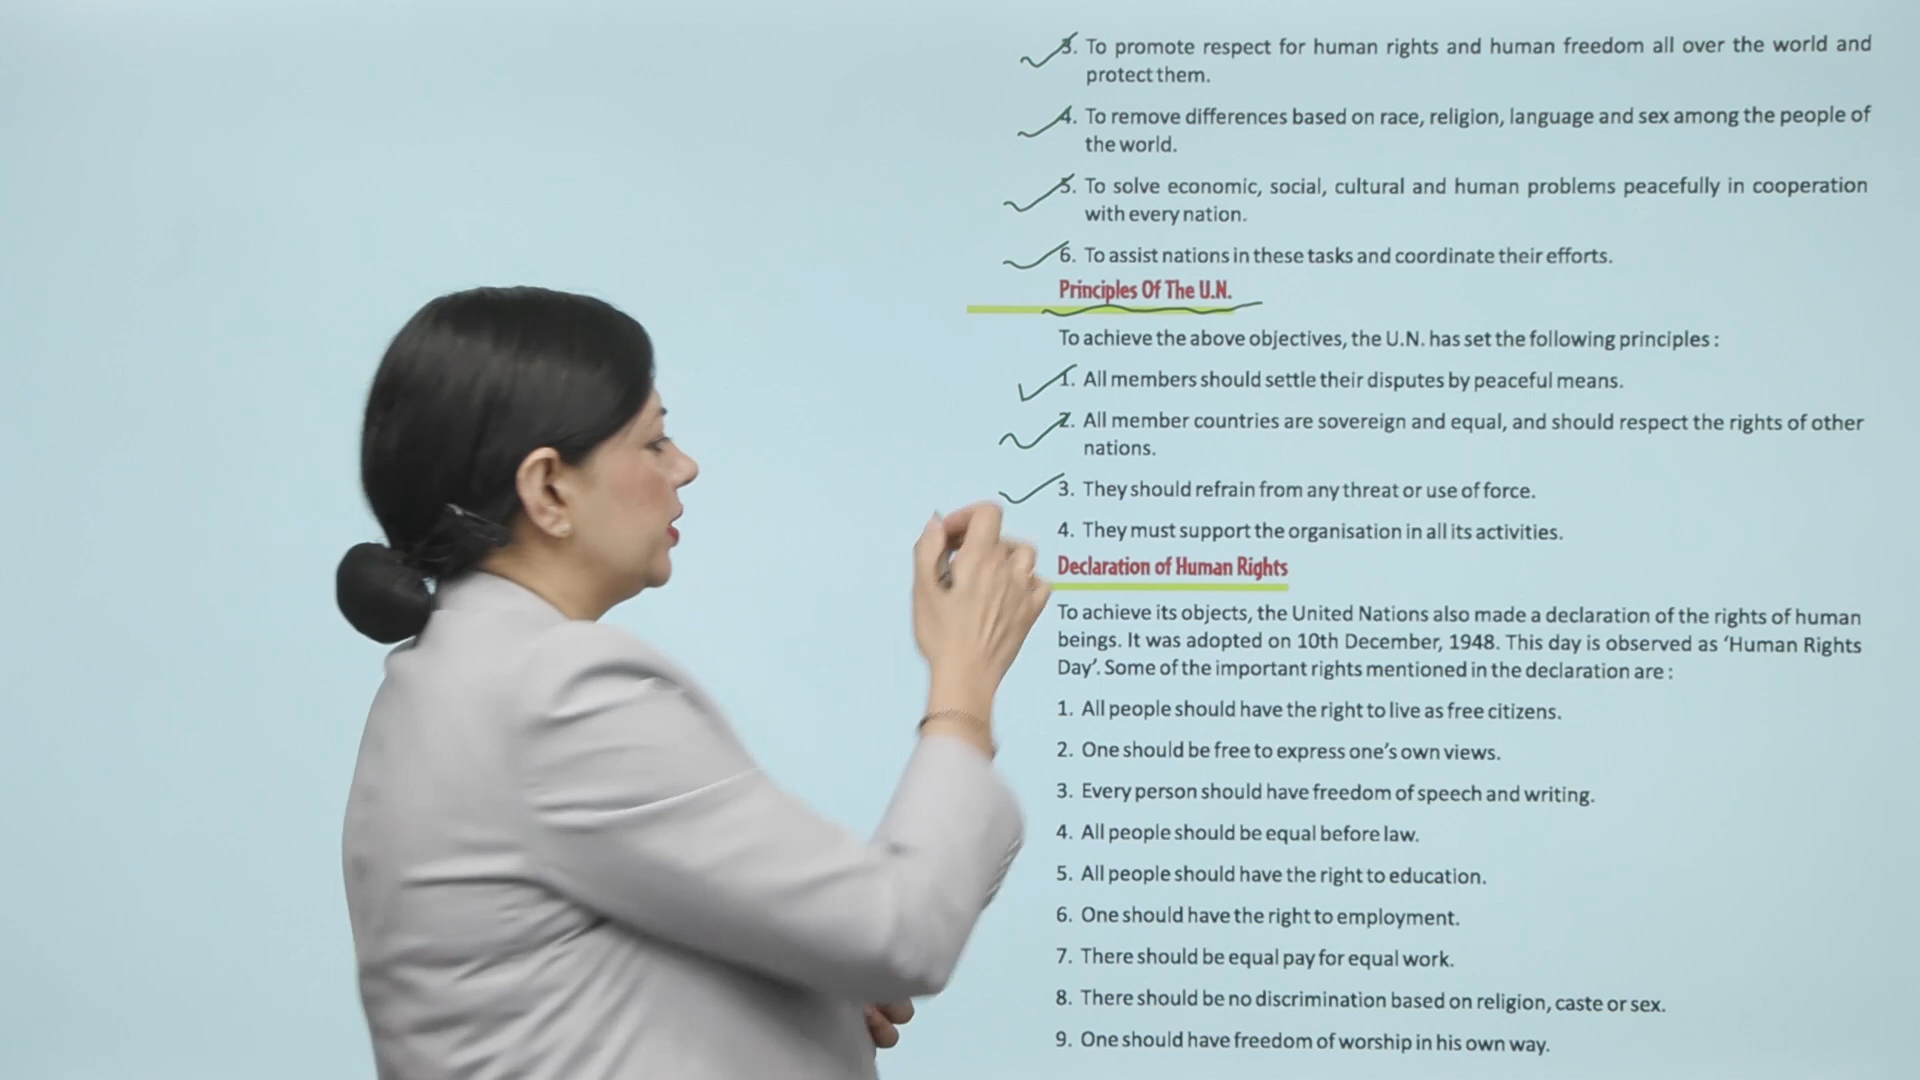 3. To promote respect for human rights and human freedom all over the world and
protect them.
4. To remove differences based on race, religion, language and sex among the people of
the world.
5. To solve economic, social, cultural and human problems peacefully in cooperation
with every nation.
6. To assist nations in these tasks and coordinate their efforts.
Principles Of The U.N.
To achieve the above objectives, the U.N. has set the following principles :
1. All members should settle their disputes by peaceful means.
2. All member countries are sovereign and equal, and should respect the rights of other
nations.
3. They should refrain from any threat or use of force.
4. They must support the organisation in all its activities.
Declaration of Human Rights
To achieve its objects, the United Nations also made a declaration of the rights of human
beings. It was adopted on 10th December, 1948. This day is observed as ‘Human Rights
Day’. Some of the important rights mentioned in the declaration are :
1. All people should have the right to live as free citizens.
2. One should be free to express one’s own views.
3. Every person should have freedom of speech and writing.
4. All people should be equal before law.
5. All people should have the right to education.
6. One should have the right to employment.
7. There should be equal pay for equal work.
8. There should be no discrimination based on religion, caste or sex.
9. One should have freedom of worship in his own way.